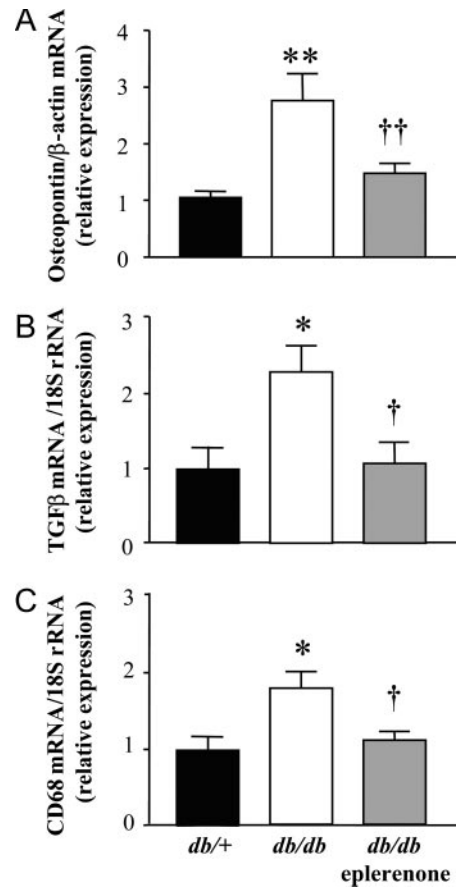 A
Osteopontin/β-actin mRNA
(relative expression)
4
3
2
1
0
**
††
B
TGFβ mRNA/18S rRNA
(relative expression)
3
2
1
0
*
†
C
CD68 mRNA/18S rRNA
(relative expression)
3
2
1
0
*
†
db/+ db/db db/db
eplerenone